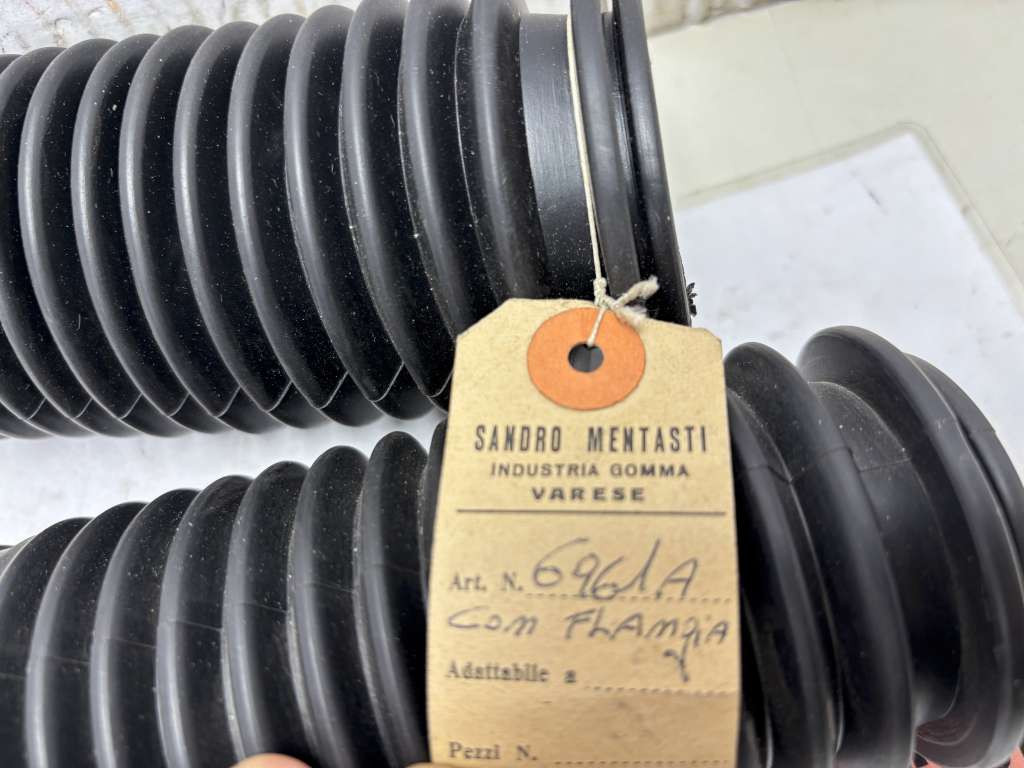 SANDRO MENTASTI
INDUSTRIA GOMMA
VARESE
Art. N. 6961A
con FLAngiA
Adattabile a
Pezzi N.